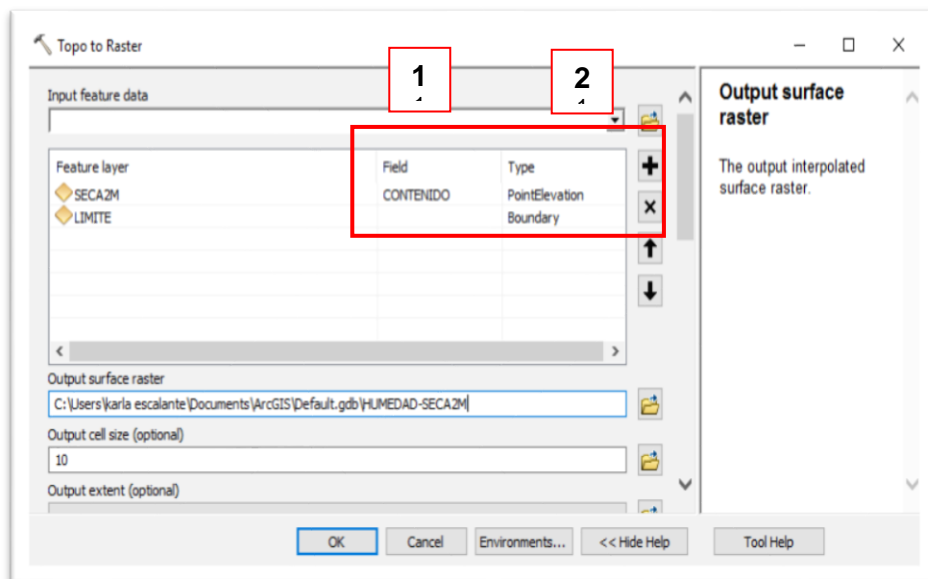 Topo to Raster
1
2
Input feature data
Feature layer Field Type
SECA2M CONTENIDO PointElevation
LIMITE Boundary
Output surface raster
C:\Users\karla escalante\Documents\ArcGIS\Default.gdb\HUMEDAD-SECA2M
Output cell size (optional)
10
Output extent (optional)
OK Cancel Environments... << Hide Help Tool Help
Output surface
raster
The output interpolated
surface raster.